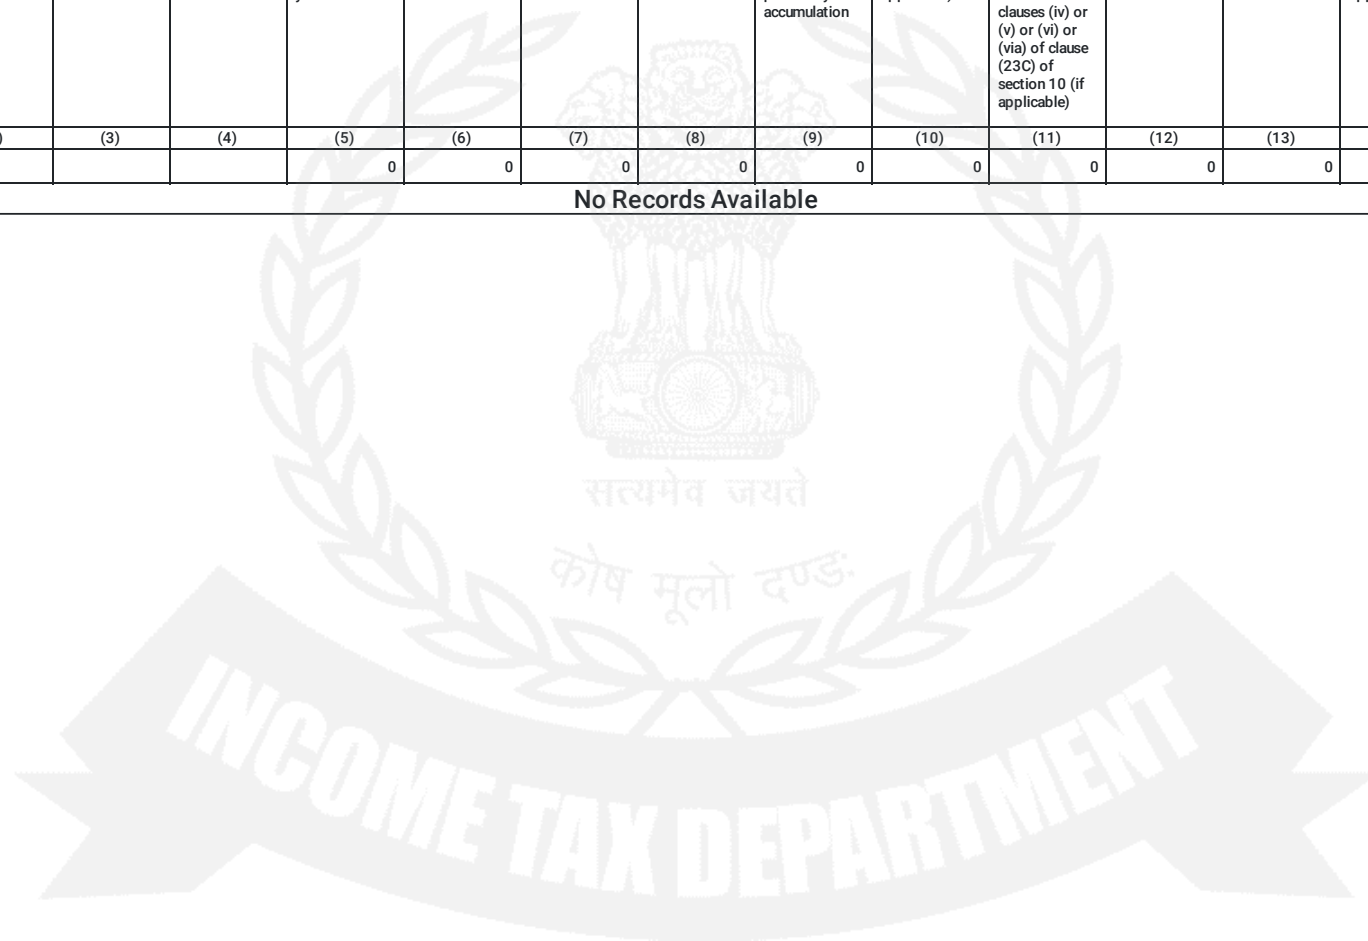 accumulation
clauses (iv) or
(v) or (vi) or
(via) of clause
(23C) of
section 10 (if
applicable)
(3) (4) (5) (6) (7) (8) (9) (10) (11) (12) (13)
0 0 0 0 0 0 0 0 0
No Records Available
सत्यमेव जयते
कोष मूलो दण्डः
INCOME TAX DEPARTMENT